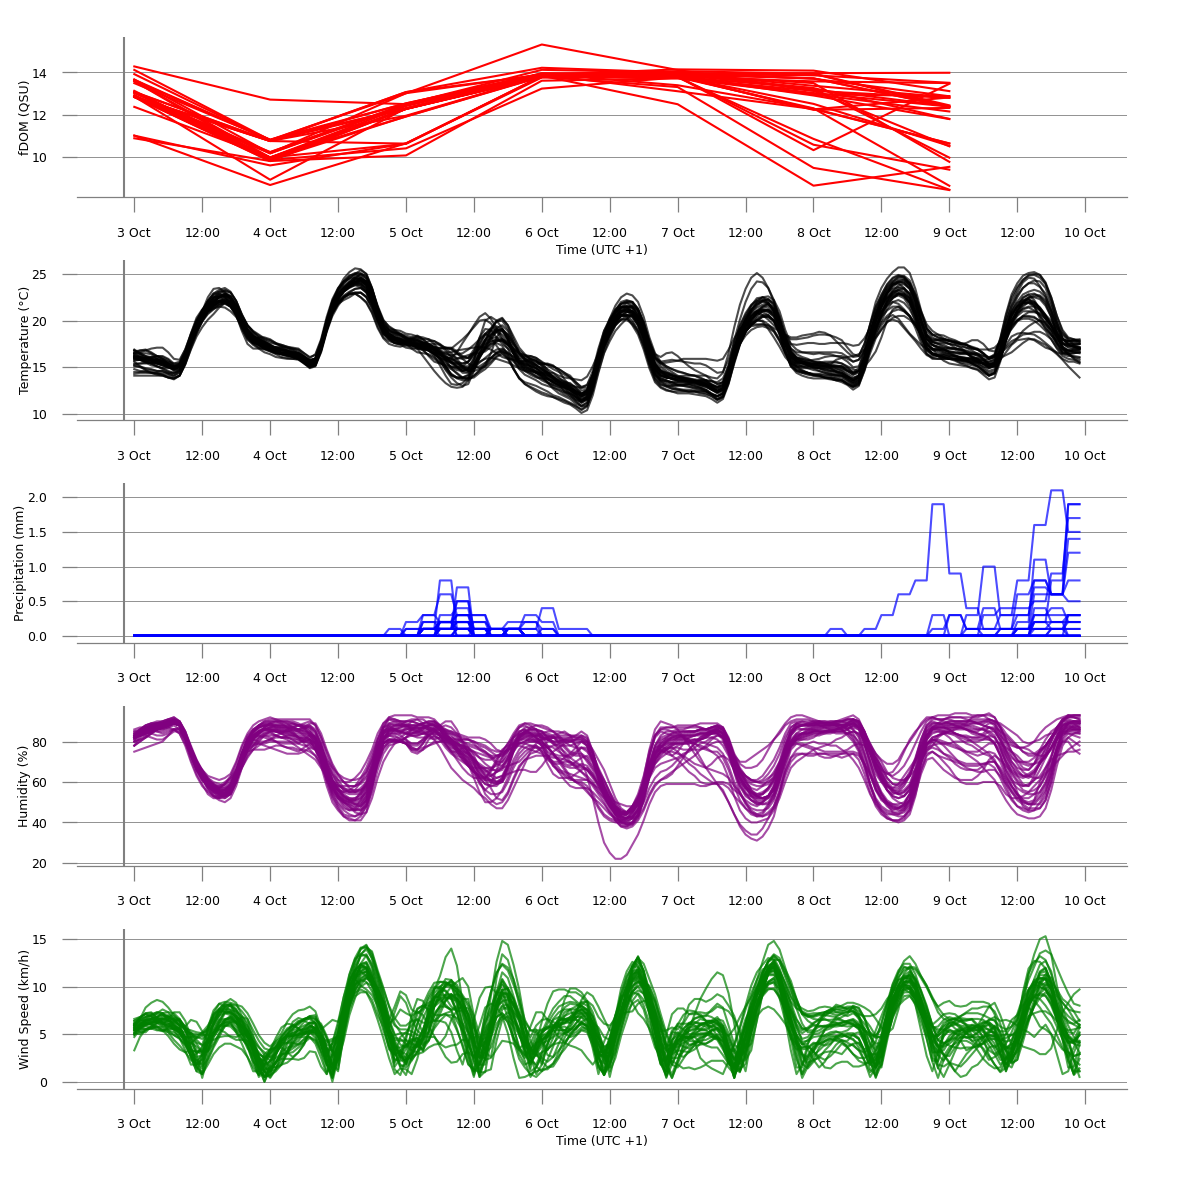 14
12
10
fDOM (QSU)
3 Oct 12:00 4 Oct 12:00 5 Oct 12:00 6 Oct 12:00 7 Oct 12:00 8 Oct 12:00 9 Oct 12:00 10 Oct
Time (UTC +1)
25
20
15
10
Temperature (°C)
3 Oct 12:00 4 Oct 12:00 5 Oct 12:00 6 Oct 12:00 7 Oct 12:00 8 Oct 12:00 9 Oct 12:00 10 Oct
2.0
1.5
1.0
0.5
0.0
Precipitation (mm)
3 Oct 12:00 4 Oct 12:00 5 Oct 12:00 6 Oct 12:00 7 Oct 12:00 8 Oct 12:00 9 Oct 12:00 10 Oct
80
60
40
20
Humidity (%)
3 Oct 12:00 4 Oct 12:00 5 Oct 12:00 6 Oct 12:00 7 Oct 12:00 8 Oct 12:00 9 Oct 12:00 10 Oct
15
10
5
0
Wind Speed (km/h)
3 Oct 12:00 4 Oct 12:00 5 Oct 12:00 6 Oct 12:00 7 Oct 12:00 8 Oct 12:00 9 Oct 12:00 10 Oct
Time (UTC +1)